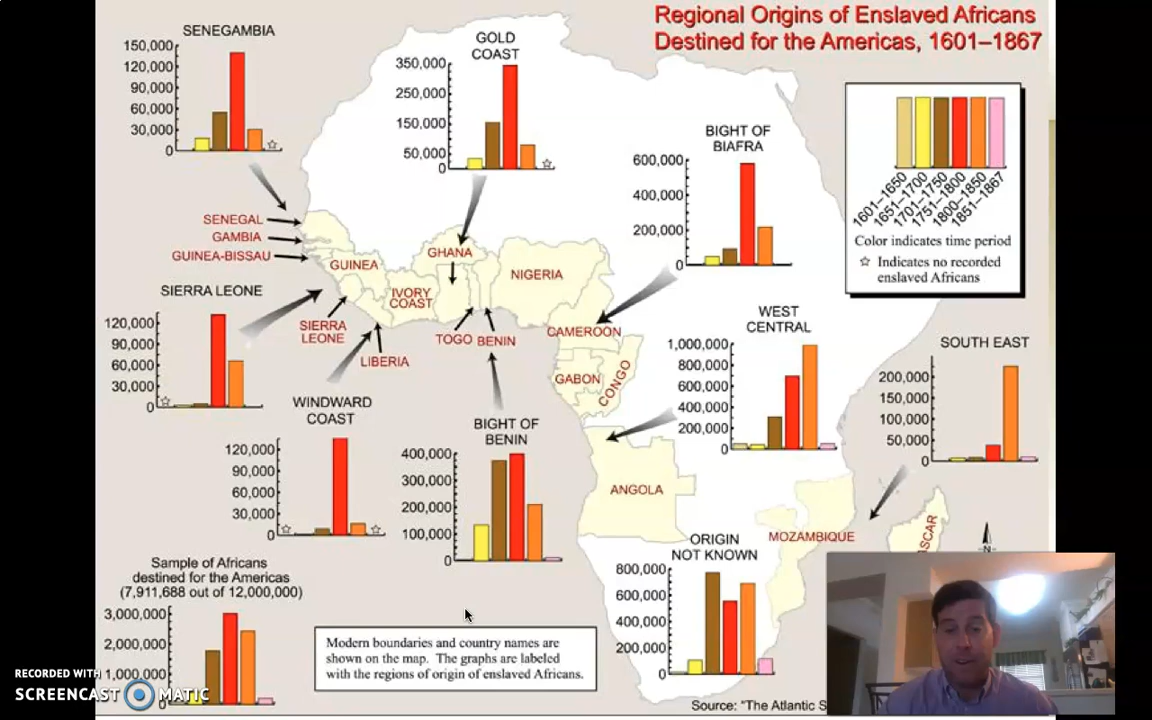 Regional Origins of Enslaved Africans
Destined for the Americas, 1601–1867
SENEGAMBIA
150,000
120,000
90,000
60,000
30,000
0
GOLD
COAST
350,000
250,000
150,000
50,000
0
BIGHT OF
BIAFRA
600,000
400,000
200,000
0
1601–1650
1651–1700
1701–1750
1751–1800
1800–1850
1851–1867
Color indicates time period
Indicates no recorded
enslaved Africans
SENEGAL
GAMBIA
GUINEA-BISSAU
GUINEA
SIERRA
LEONE
LIBERIA
IVORY
COAST
GHANA
TOGO
BENIN
NIGERIA
CAMEROON
GABON
CONGO
ANGOLA
MOZAMBIQUE
ASCAR
N
SIERRA LEONE
120,000
90,000
60,000
30,000
0
WINDWARD
COAST
120,000
90,000
60,000
30,000
0
BIGHT OF
BENIN
400,000
300,000
200,000
100,000
0
WEST
CENTRAL
1,000,000
800,000
600,000
400,000
200,000
0
SOUTH EAST
200,000
150,000
100,000
50,000
0
ORIGIN
NOT KNOWN
800,000
600,000
400,000
200,000
0
Sample of Africans
destined for the Americas
(7,911,688 out of 12,000,000)
3,000,000
2,000,000
1,000,000
0
Modern boundaries and country names are
shown on the map. The graphs are labeled
with the regions of origin of enslaved Africans.
Source: "The Atlantic S
RECORDED WITH
SCREENCAST MATIC